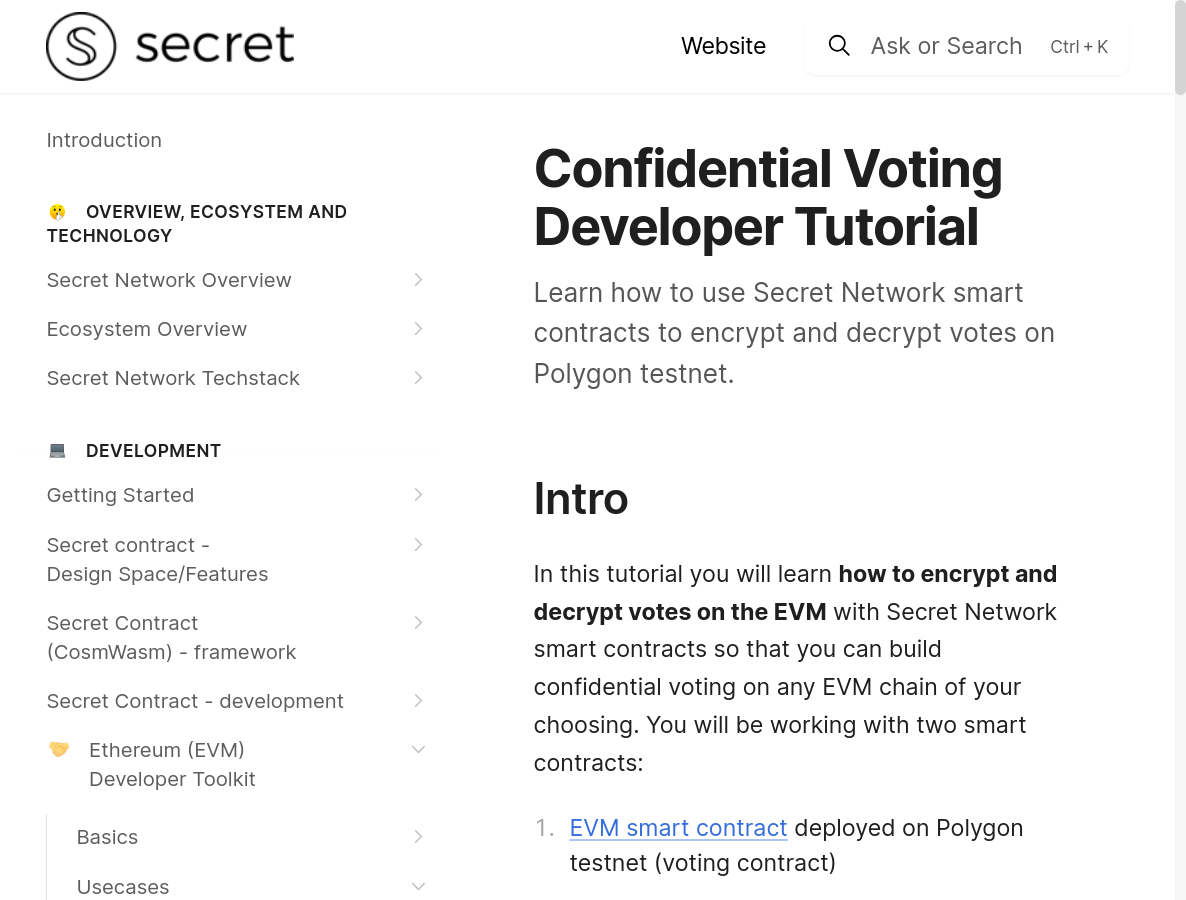 secret
Website
Ask or Search
Ctrl + K
Introduction
OVERVIEW, ECOSYSTEM AND
TECHNOLOGY
Secret Network Overview
Ecosystem Overview
Secret Network Techstack
DEVELOPMENT
Getting Started
Secret contract -
Design Space/Features
Secret Contract
(CosmWasm) - framework
Secret Contract - development
Ethereum (EVM)
Developer Toolkit
Basics
Usecases
Confidential Voting
Developer Tutorial
Learn how to use Secret Network smart
contracts to encrypt and decrypt votes on
Polygon testnet.
Intro
In this tutorial you will learn how to encrypt and
decrypt votes on the EVM with Secret Network
smart contracts so that you can build
confidential voting on any EVM chain of your
choosing. You will be working with two smart
contracts:
1. EVM smart contract deployed on Polygon
testnet (voting contract)